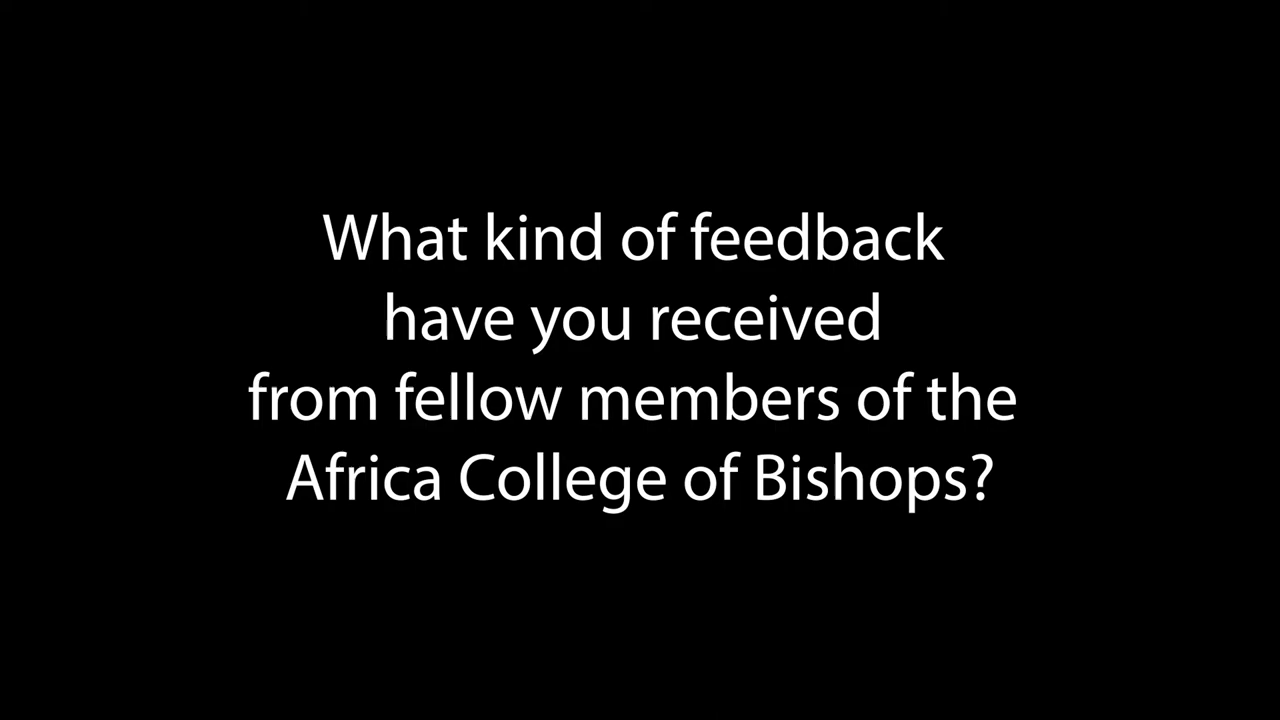 What kind of feedback
have you received
from fellow members of the
Africa College of Bishops?